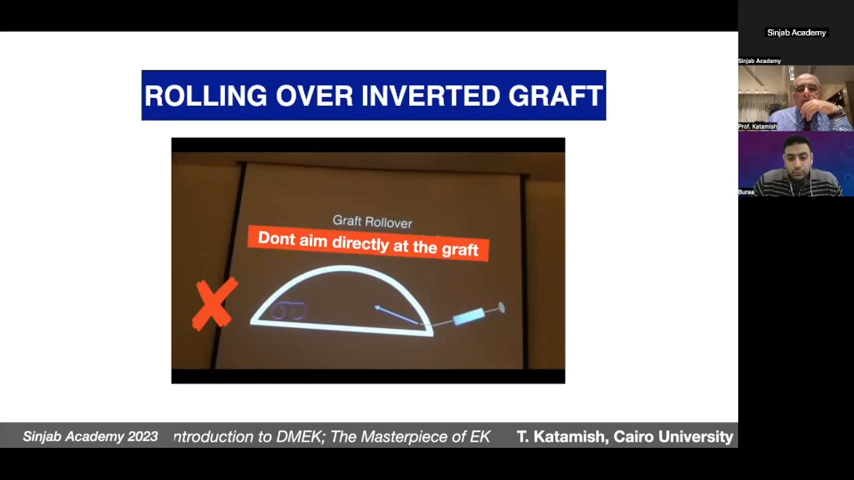 Sinjab Academy
Sinjab Academy
Prof. Katamish
Buraa
ROLLING OVER INVERTED GRAFT
Graft Rollover
Dont aim directly at the graft
Sinjab Academy 2023
ntroduction to DMEK; The Masterpiece of EK
T. Katamish, Cairo University